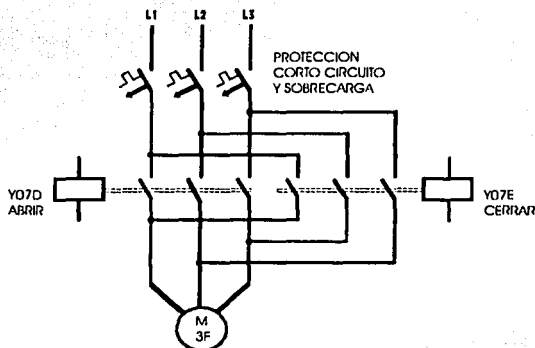 L1 L2 L3
PROTECCION
CORTO CIRCUITO
Y SOBRECARGA
Y07D
ABRIR
Y07E
CERRAR
M
3F